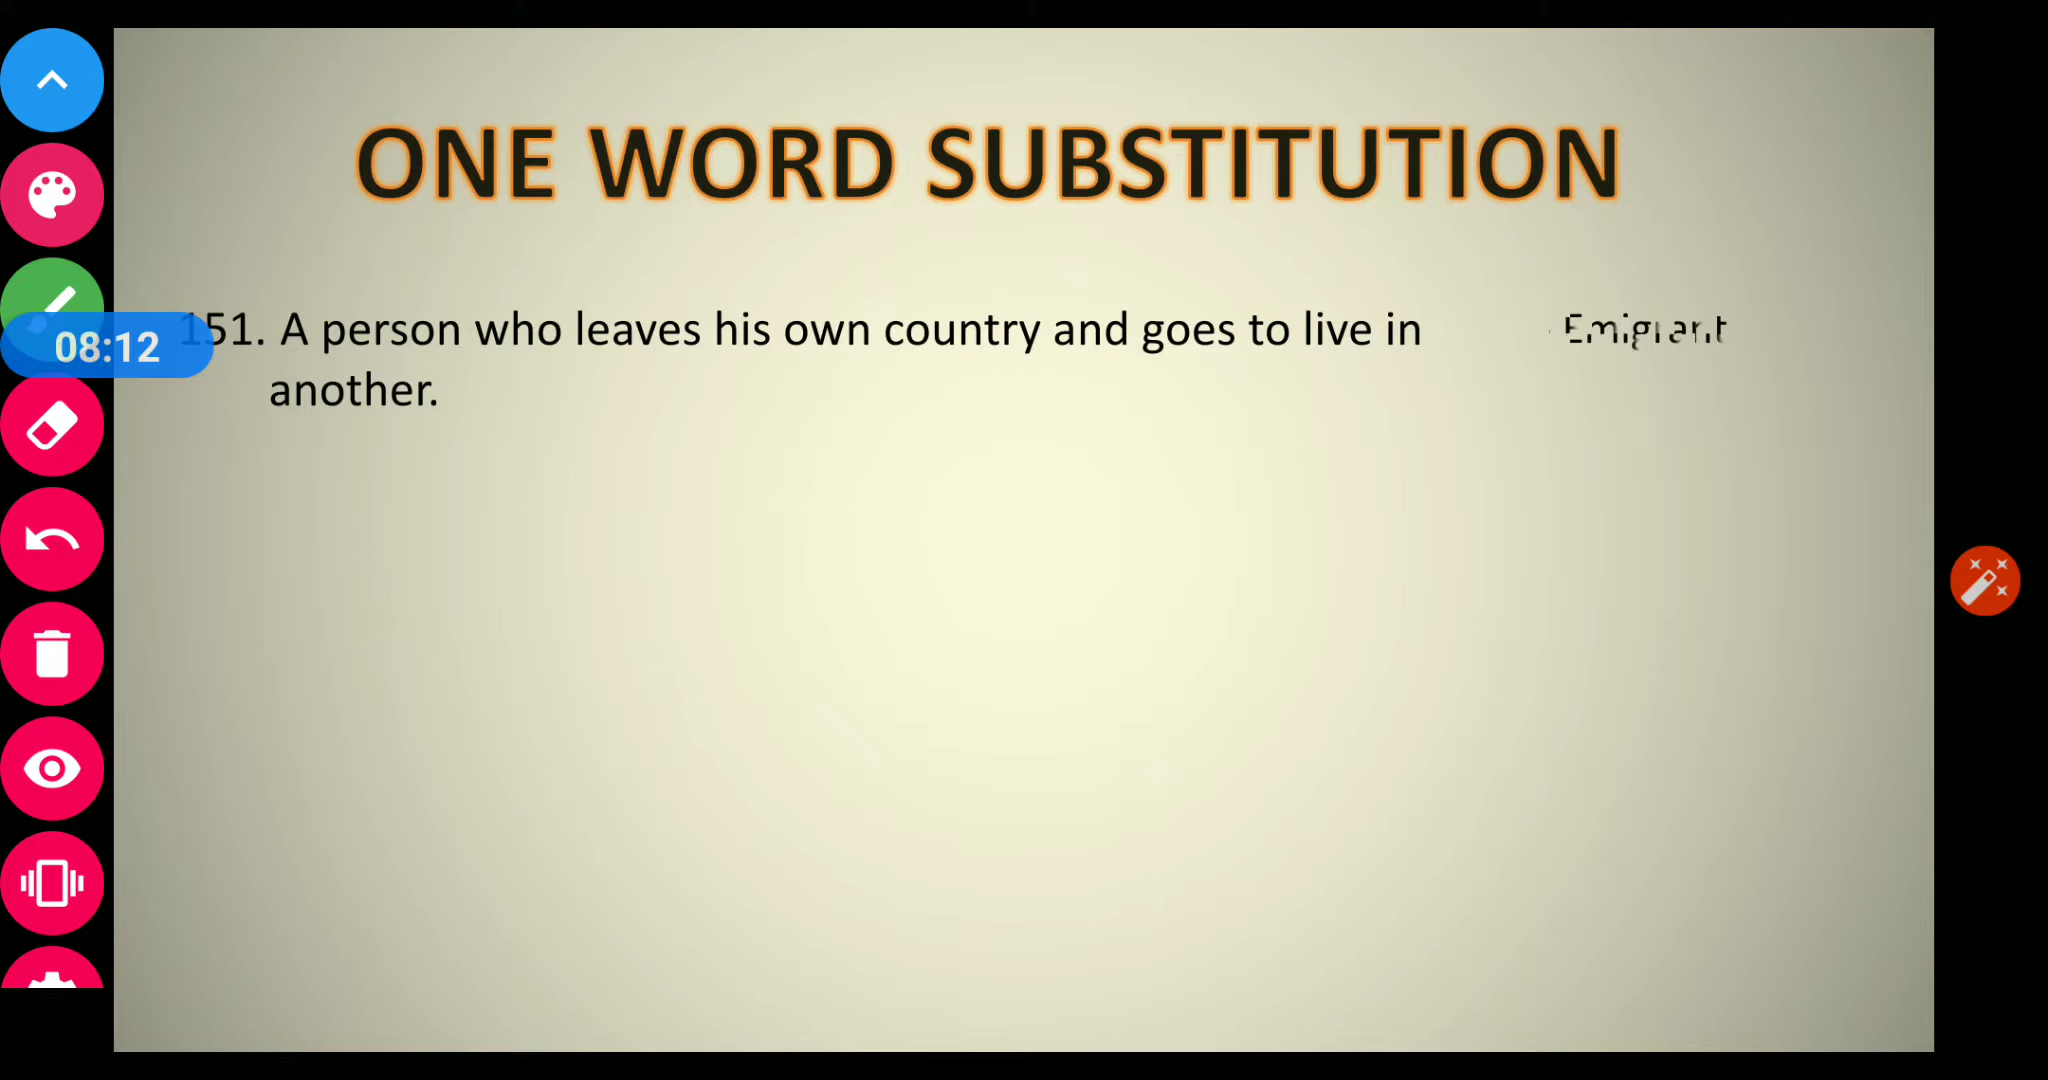 ONE WORD SUBSTITUTION
151. A person who leaves his own country and goes to live in - Emigrant
another.
08:12